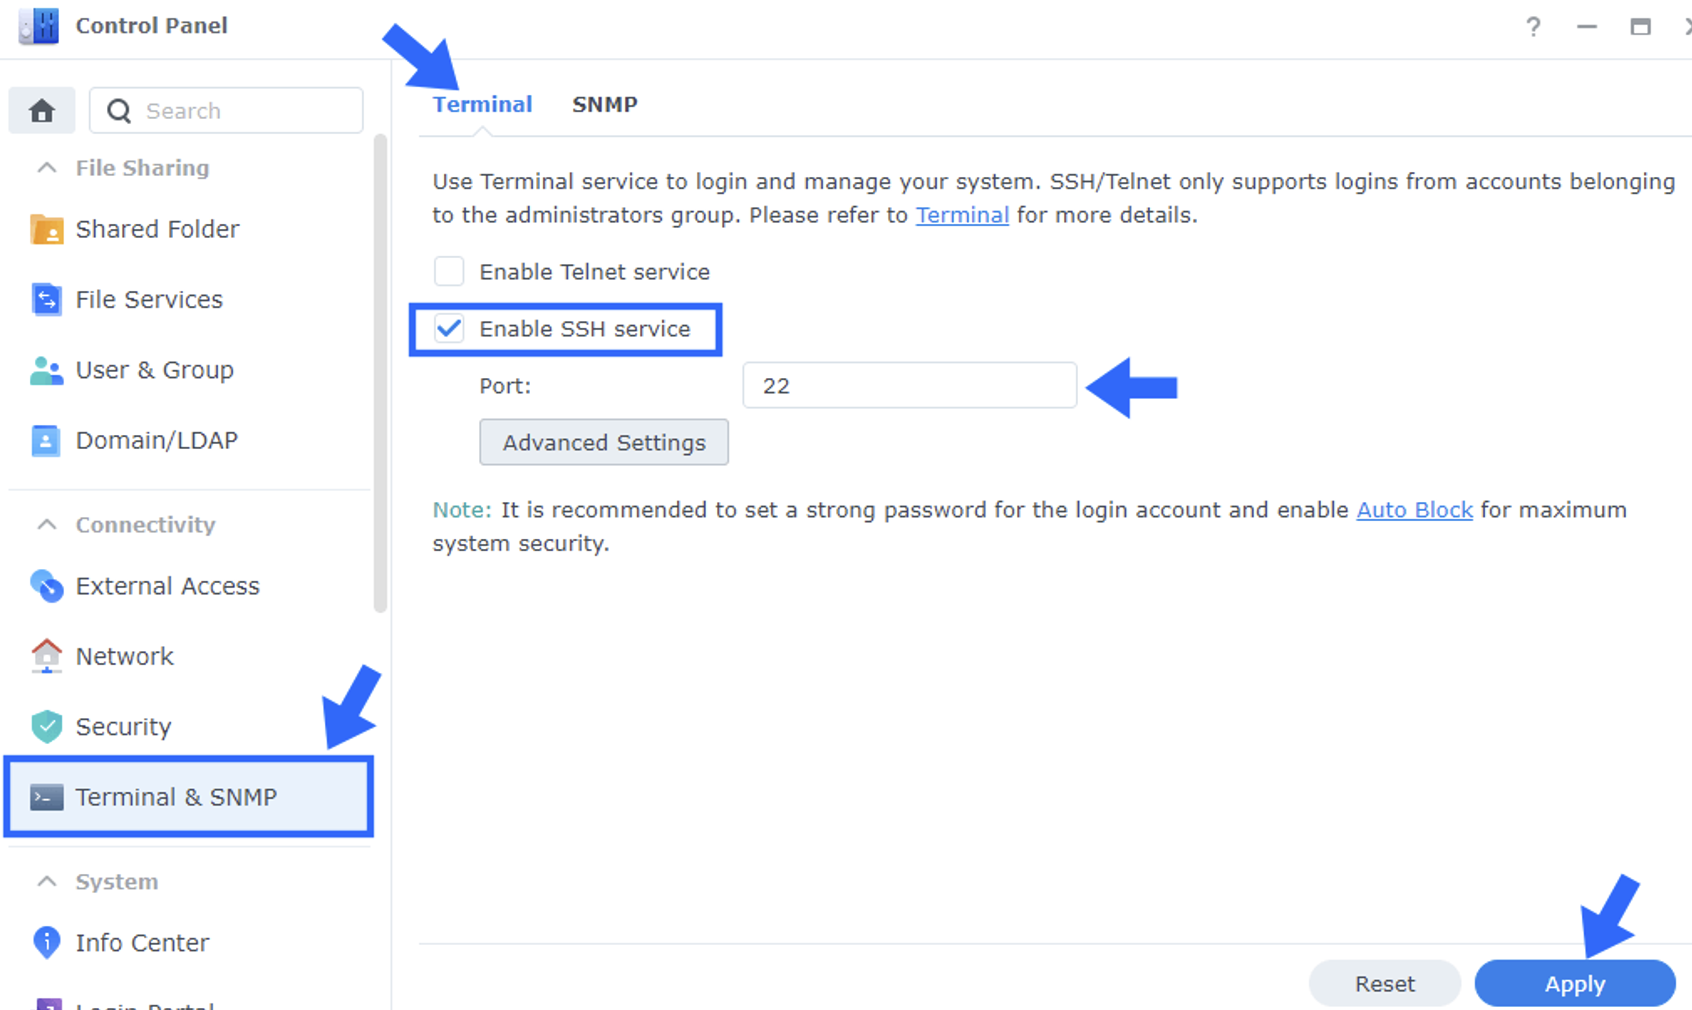 Control Panel
Search
File Sharing
Shared Folder
File Services
User & Group
Domain/LDAP
Connectivity
External Access
Network
Security
Terminal & SNMP
System
Info Center
Login Portal
Terminal SNMP
Use Terminal service to login and manage your system. SSH/Telnet only supports logins from accounts belonging
to the administrators group. Please refer to Terminal for more details.
Enable Telnet service
Enable SSH service
Port: 22
Advanced Settings
Note: It is recommended to set a strong password for the login account and enable Auto Block for maximum
system security.
Reset Apply